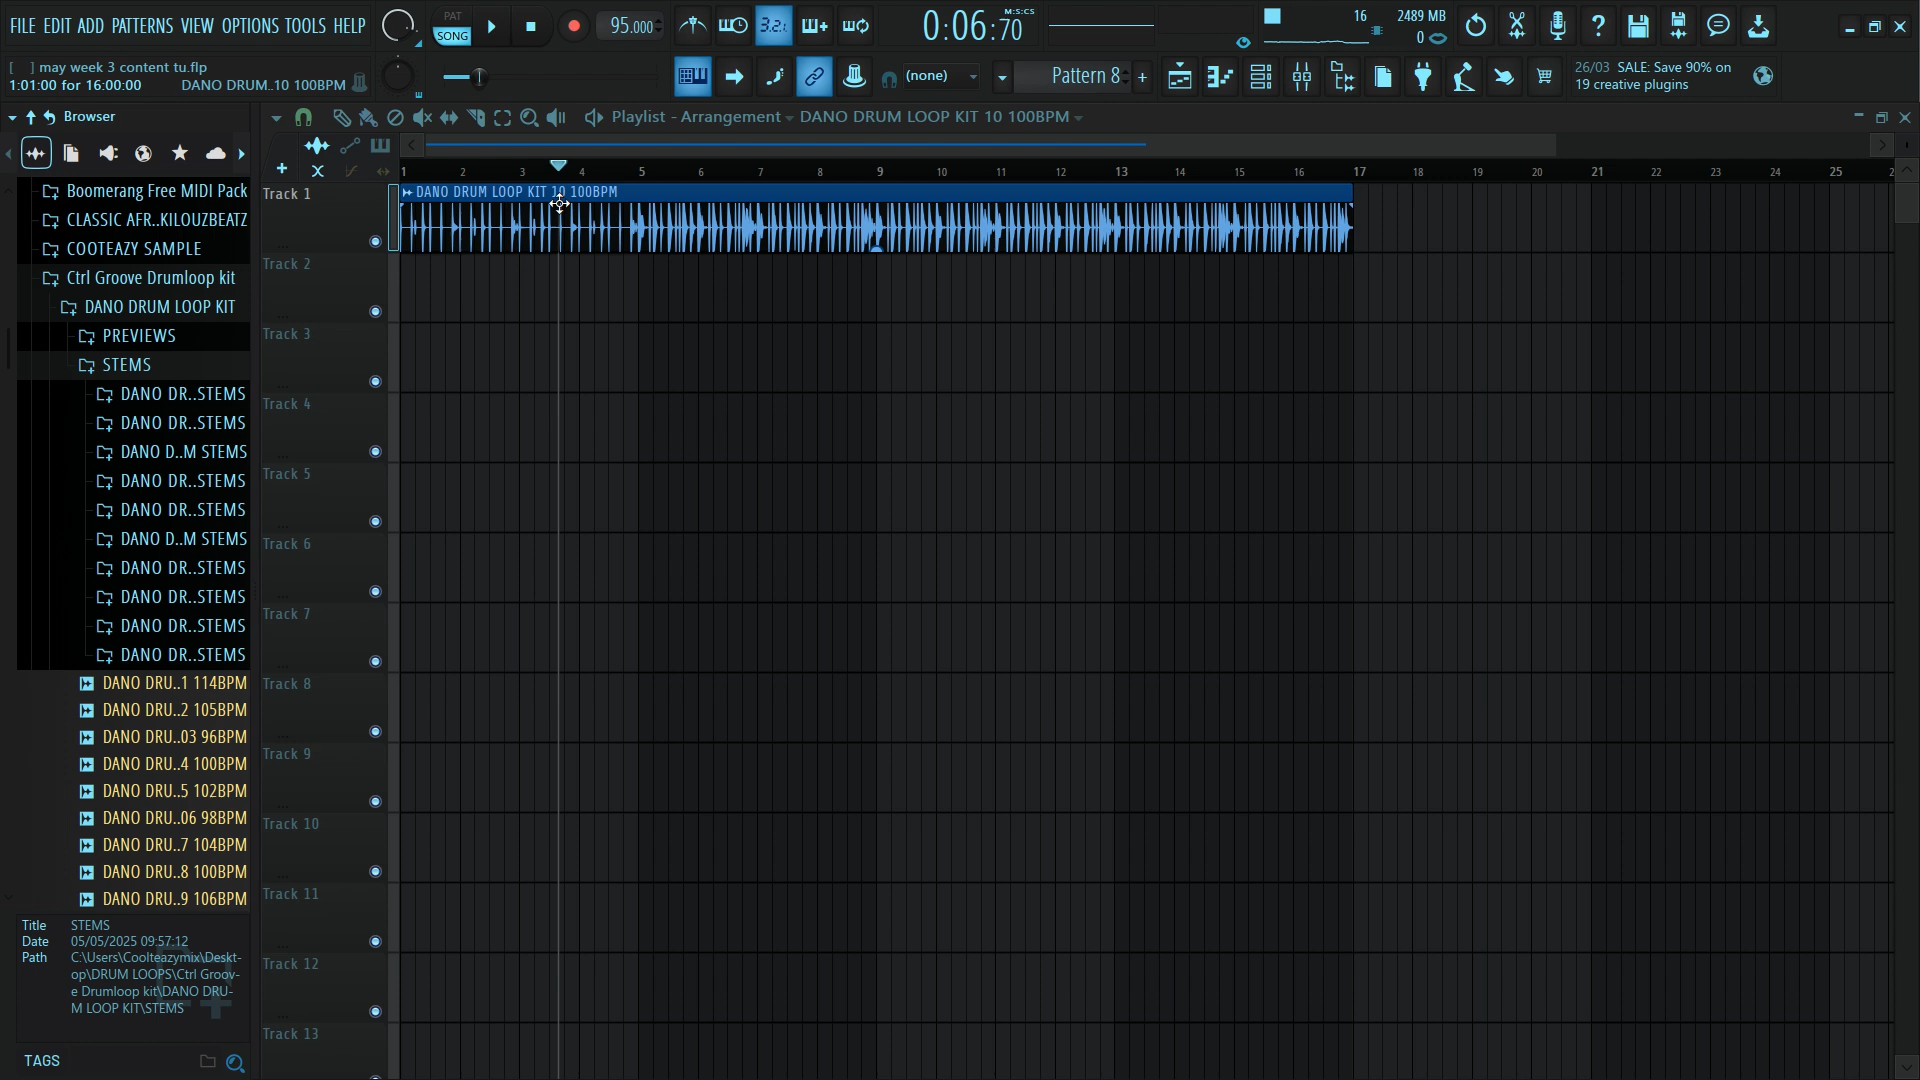 FILE EDIT ADD PATTERNS VIEW OPTIONS TOOLS HELP
PAT
SONG
95.000
3.2.1
0:06:70
M:S:CS
16
2489 MB
0
[    ] may week 3 content tu.flp
1:01:00 for 16:00:00
DANO DRUM..10 100BPM
(none)
Pattern 8
26/03 SALE: Save 90% on
19 creative plugins
Browser
Playlist - Arrangement
DANO DRUM LOOP KIT 10 100BPM
Boomerang Free MIDI Pack
CLASSIC AFR..KILOUZBEATZ
COOTEAZY SAMPLE
Ctrl Groove Drumloop kit
DANO DRUM LOOP KIT
PREVIEWS
STEMS
DANO DR..STEMS
DANO DR..STEMS
DANO D..M STEMS
DANO DR..STEMS
DANO DR..STEMS
DANO D..M STEMS
DANO DR..STEMS
DANO DR..STEMS
DANO DR..STEMS
DANO DR..STEMS
DANO DRU..1 114BPM
DANO DRU..2 105BPM
DANO DRU..03 96BPM
DANO DRU..4 100BPM
DANO DRU..5 102BPM
DANO DRU..06 98BPM
DANO DRU..7 104BPM
DANO DRU..8 100BPM
DANO DRU..9 106BPM
Title STEMS
Date 05/05/2025 09:57:12
Path C:\Users\Coolteazymix\Deskt-
op\DRUM LOOPS\Ctrl Groov-
e Drumloop kit\DANO DRU-
M LOOP KIT\STEMS
TAGS
1 2 3 4 5 6 7 8 9 10 11 12 13 14 15 16 17 18 19 20 21 22 23 24 25
DANO DRUM LOOP KIT 10 100BPM
Track 1
Track 2
Track 3
Track 4
Track 5
Track 6
Track 7
Track 8
Track 9
Track 10
Track 11
Track 12
Track 13